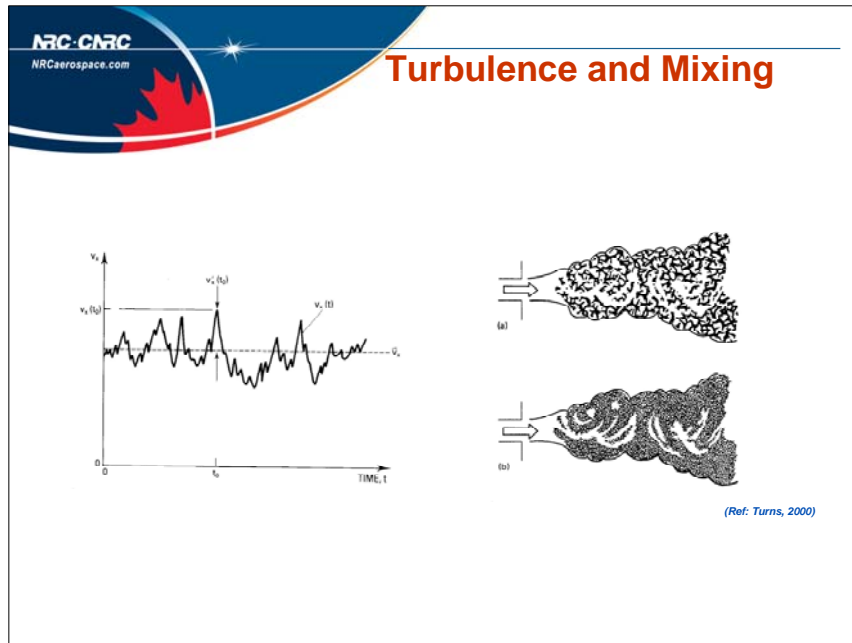 NRC·CNRC
NRCaerospace.com
Turbulence and Mixing
vₓ
v'ₓ(t₀)
vₓ(t₀)
vₓ(t)
v̄ₓ
0
0
t₀
TIME, t
(a)
(b)
(Ref: Turns, 2000)